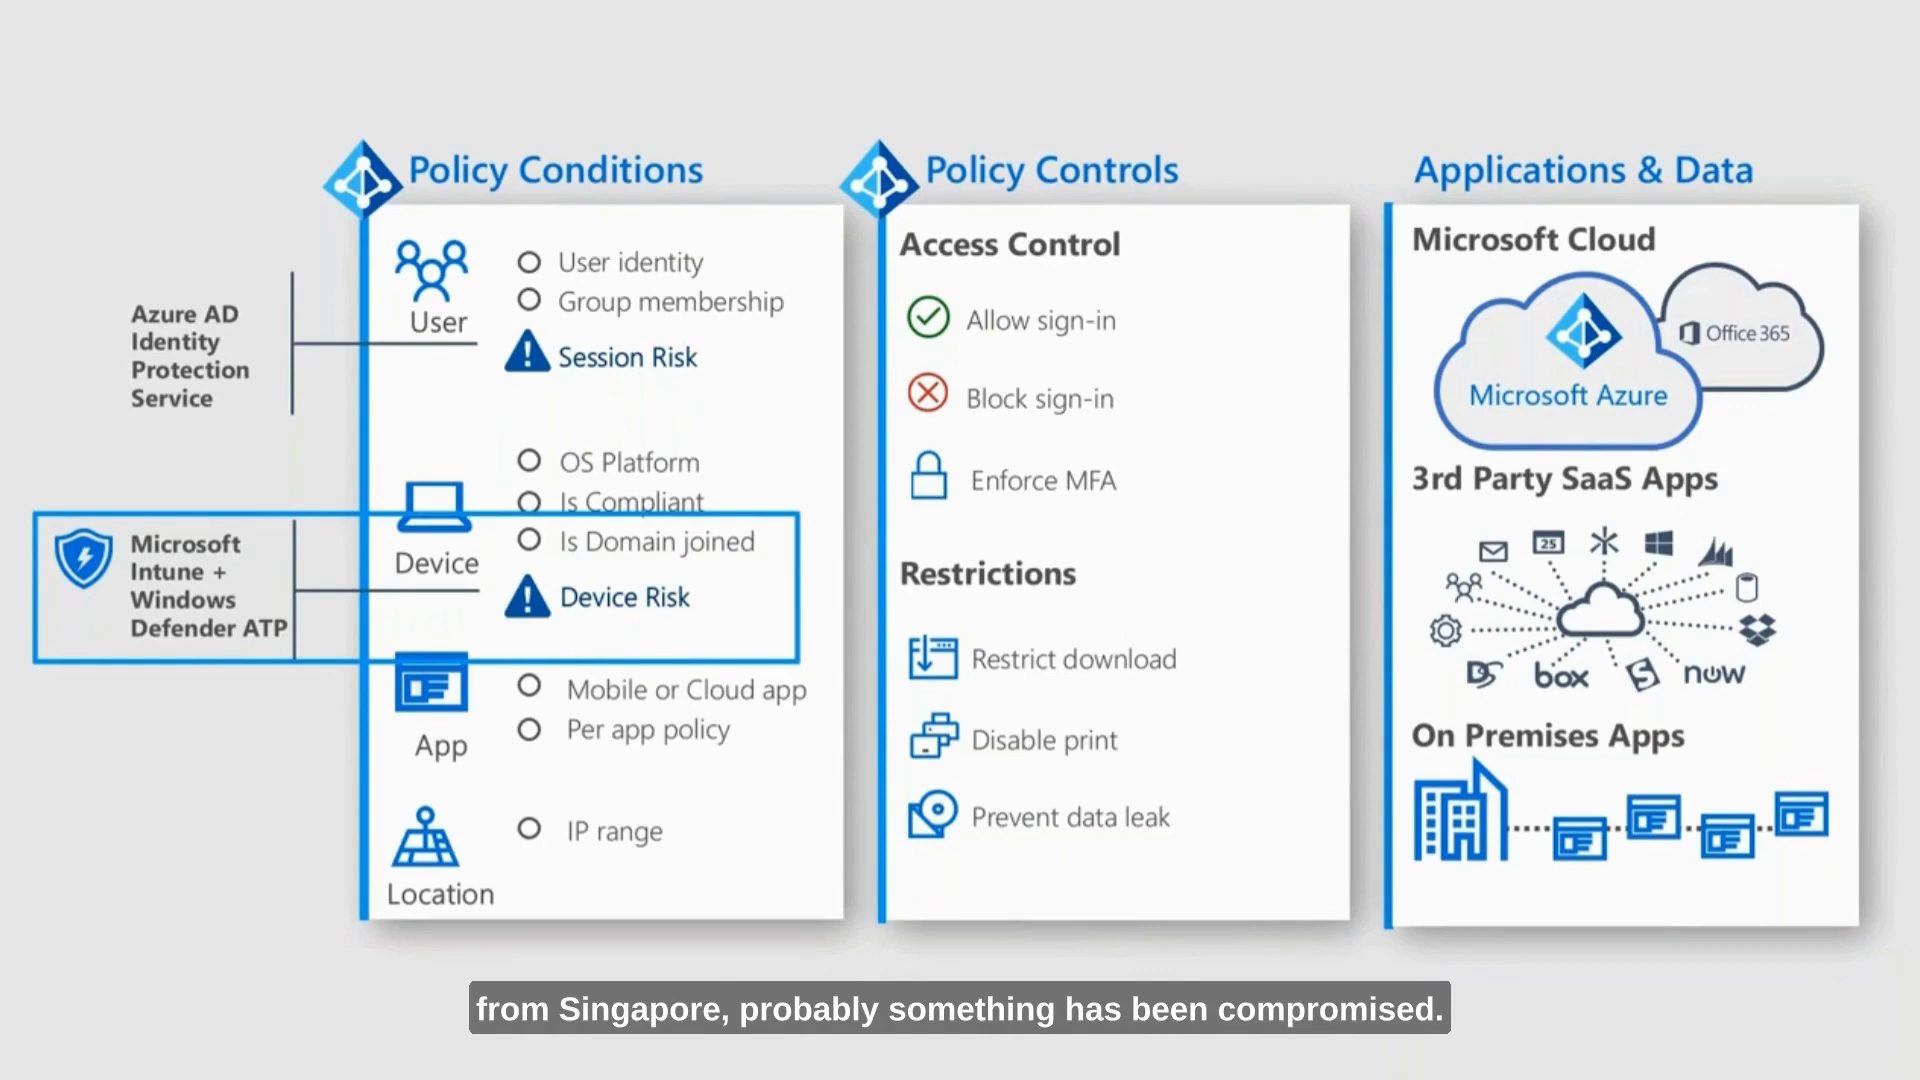 Policy Conditions
Policy Controls
Applications & Data
Azure AD
Identity
Protection
Service
Microsoft
Intune +
Windows
Defender ATP
User
User identity
Group membership
Session Risk
Device
OS Platform
Is Compliant
Is Domain joined
Device Risk
App
Mobile or Cloud app
Per app policy
Location
IP range
Access Control
Allow sign-in
Block sign-in
Enforce MFA
Restrictions
Restrict download
Disable print
Prevent data leak
Microsoft Cloud
Office 365
Microsoft Azure
3rd Party SaaS Apps
25
DS
box
S
now
On Premises Apps
from Singapore, probably something has been compromised.